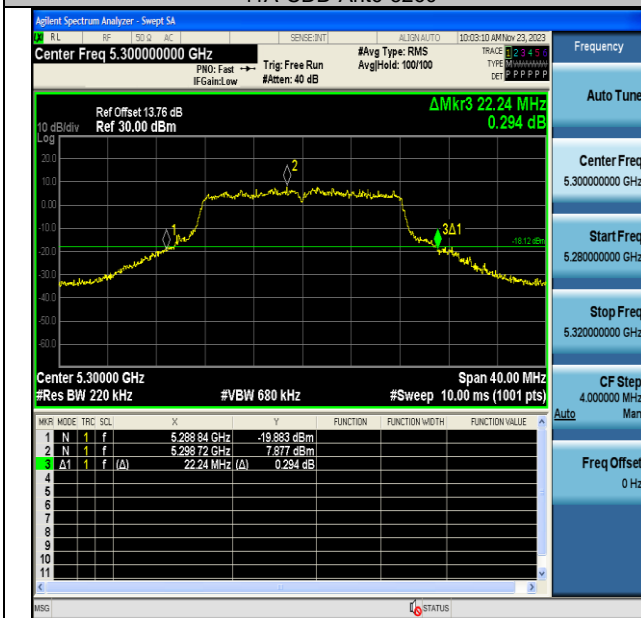 Agilent Spectrum Analyzer - Swept SA
RL RF 50 Ω AC SENSE:INT ALIGN AUTO 10:03:10 AM Nov 23, 2023
Center Freq 5.300000000 GHz
PNO: Fast
IFGain:Low
Trig: Free Run
#Atten: 40 dB
#Avg Type: RMS
Avg|Hold: 100/100
TRACE 1 2 3 4 5 6
TYPE M
DET P P P P P P
Ref Offset 13.76 dB
10 dB/div Ref 30.00 dBm
Log
ΔMkr3 22.24 MHz
0.294 dB
20.0
10.0
0.00
-10.0
-20.0
-30.0
-40.0
-50.0
-60.0
1
2
3Δ1
-18.12 dBm
Center 5.30000 GHz Span 40.00 MHz
#Res BW 220 kHz #VBW 680 kHz #Sweep 10.00 ms (1001 pts)
MKR MODE TRC SCL X Y FUNCTION FUNCTION WIDTH FUNCTION VALUE
1 N 1 f 5.288 84 GHz -19.883 dBm
2 N 1 f 5.298 72 GHz 7.877 dBm
3 Δ1 1 f (Δ) 22.24 MHz (Δ) 0.294 dB
4
5
6
7
8
9
10
11
MSG STATUS
Frequency
Auto Tune
Center Freq
5.300000000 GHz
Start Freq
5.280000000 GHz
Stop Freq
5.320000000 GHz
CF Step
4.000000 MHz
Auto Man
Freq Offset
0 Hz